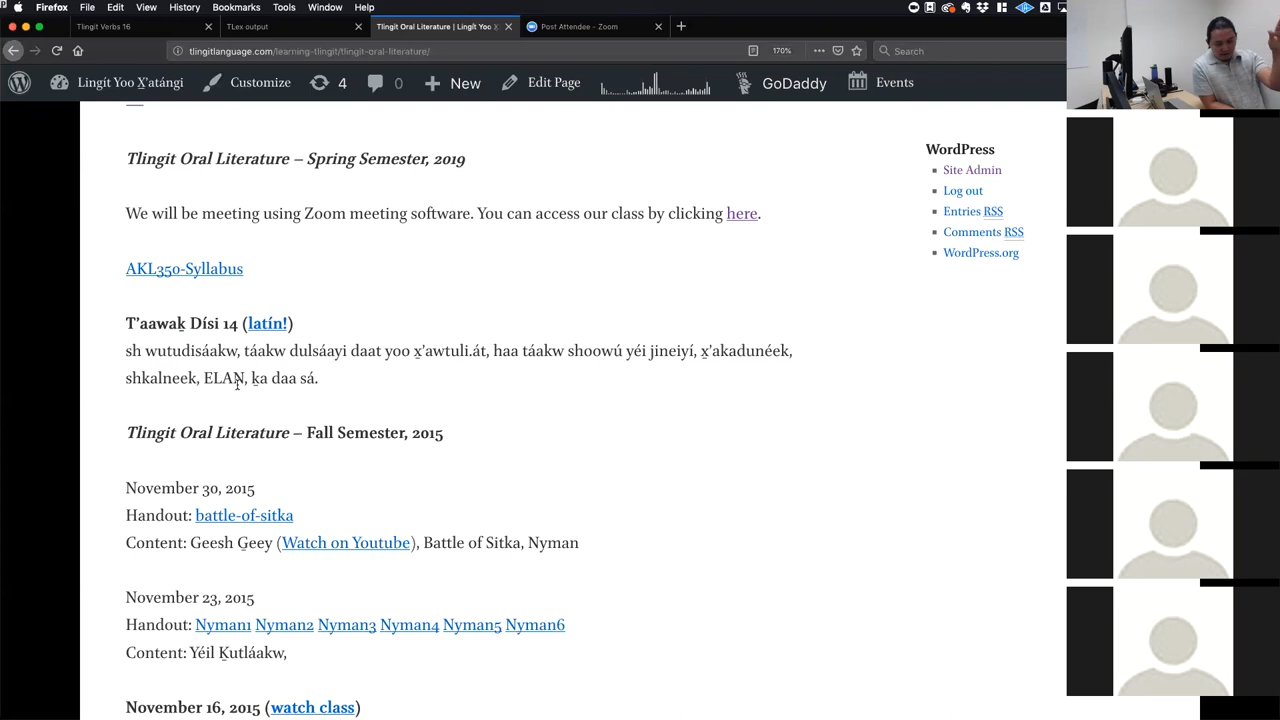 Firefox File Edit View History Bookmarks Tools Window Help
Tlingit Verbs 16
TLex output
Tlingit Oral Literature | Lingít Yoo
Post Attendee - Zoom
tlingitlanguage.com/learning-tlingit/tlingit-oral-literature/
170%
Search
Lingít Yoo X̱'atángi
Customize
4
0
New
Edit Page
GoDaddy
Events
Tlingit Oral Literature – Spring Semester, 2019
We will be meeting using Zoom meeting software. You can access our class by clicking here.
AKL350-Syllabus
T'aawaḵ Dísi 14 (latín!)
sh wutudisáakw, táakw dulsáayi daat yoo x̱'awtuli.át, haa táakw shoowú yéi jineiyí, x̱'akadunéek,
shkalneek, ELAN, ḵa daa sá.
Tlingit Oral Literature – Fall Semester, 2015
November 30, 2015
Handout: battle-of-sitka
Content: Geesh G̱eey (Watch on Youtube), Battle of Sitka, Nyman
November 23, 2015
Handout: Nyman1 Nyman2 Nyman3 Nyman4 Nyman5 Nyman6
Content: Yéil Ḵutláakw,
November 16, 2015 (watch class)
WordPress
Site Admin
Log out
Entries RSS
Comments RSS
WordPress.org